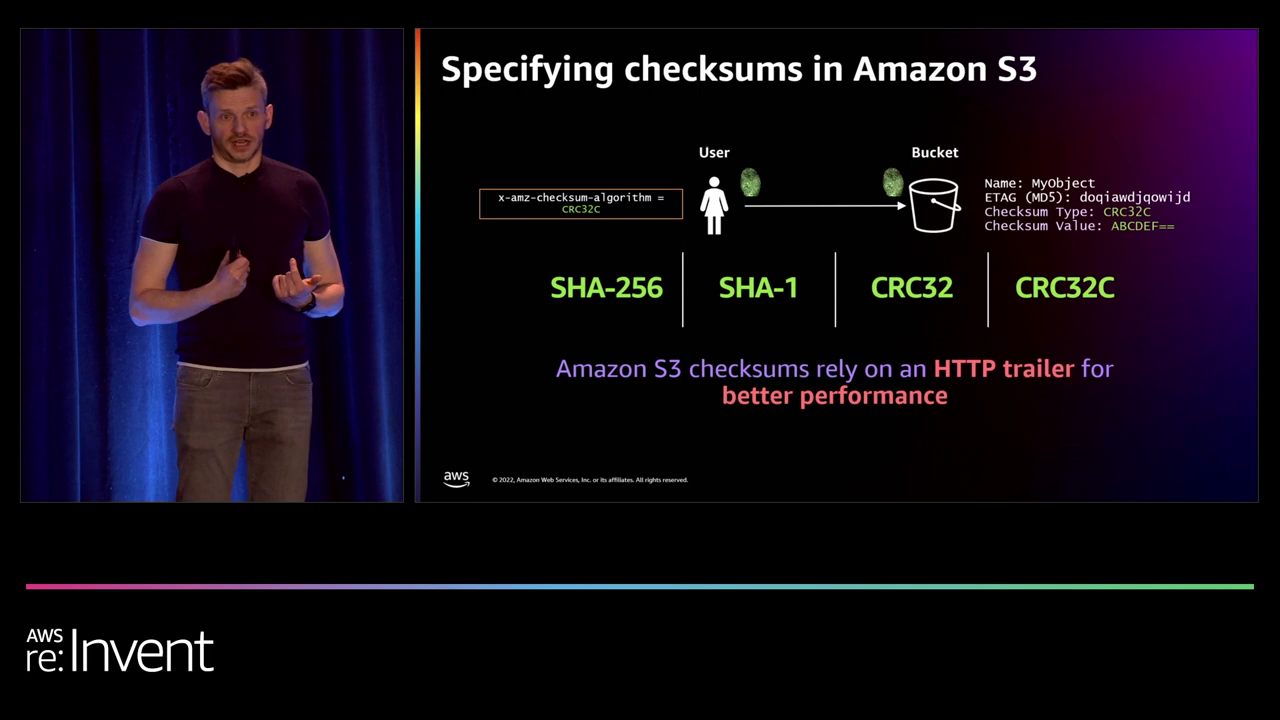 Specifying checksums in Amazon S3
User
Bucket
x-amz-checksum-algorithm =
CRC32C
Name: MyObject
ETAG (MD5): doqiawdjqowijd
Checksum Type: CRC32C
Checksum Value: ABCDEF==
SHA-256
SHA-1
CRC32
CRC32C
Amazon S3 checksums rely on an HTTP trailer for
better performance
aws
© 2022, Amazon Web Services, Inc. or its affiliates. All rights reserved.
AWS
re:Invent